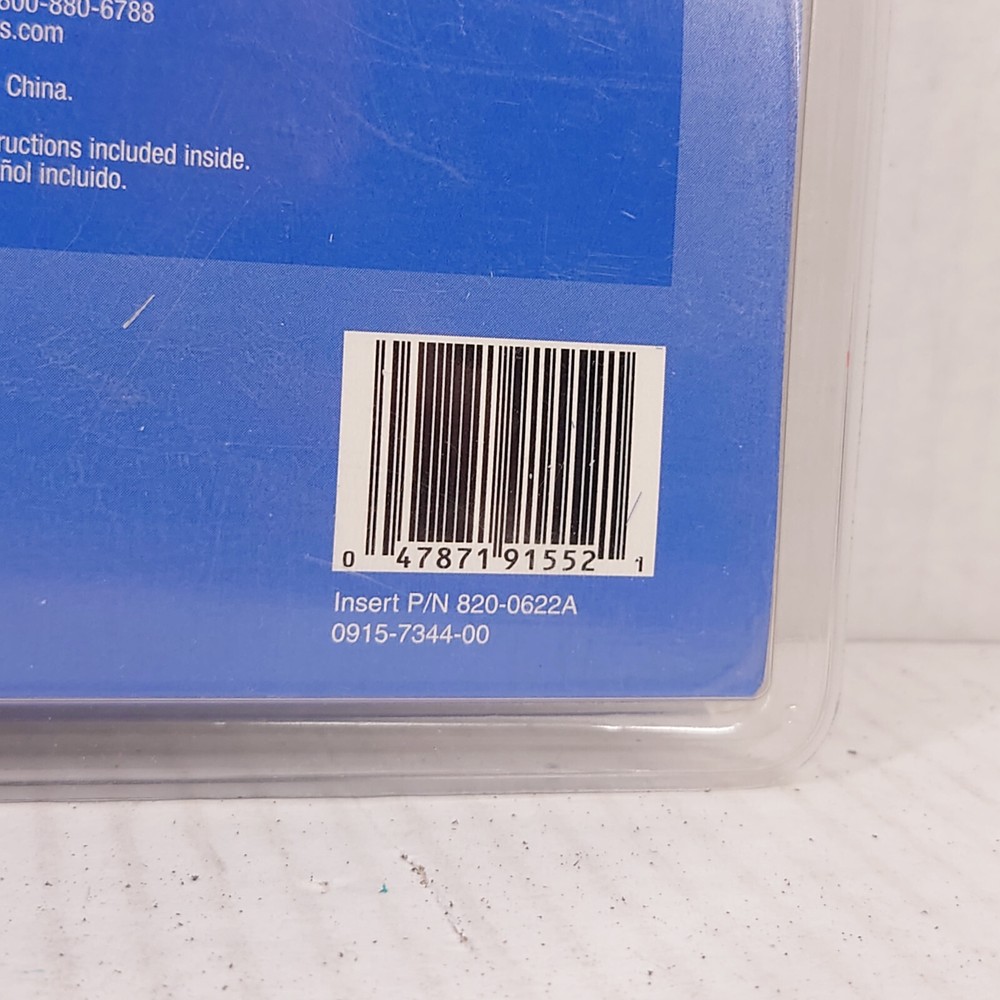 800-880-6788
s.com
China.
ructions included inside.
ñol incluido.
0 47871 91552 1
Insert P/N 820-0622A
0915-7344-00